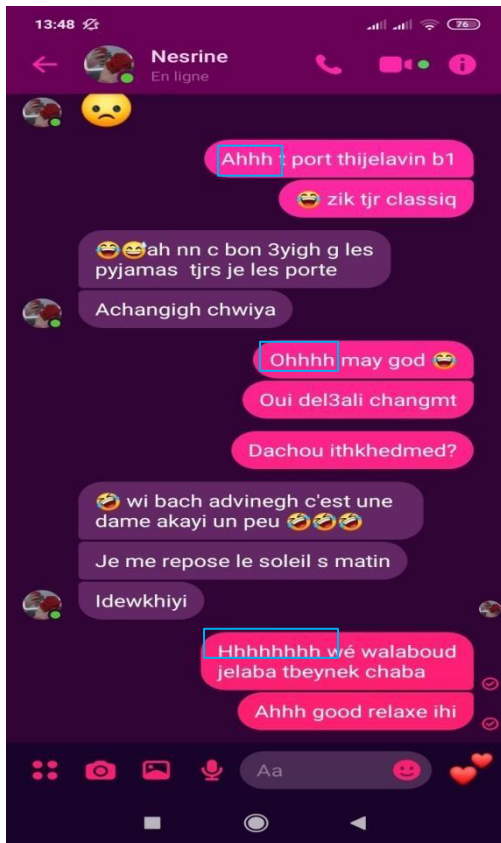 13:48
76
Nesrine
En ligne
☹️
Ahhh t port thijelavin b1
😂 zik tjr classiq
😂😅ah nn c bon 3yigh g les
pyjamas tjrs je les porte
Achangigh chwiya
Ohhhh may god 😂
Oui del3ali changmt
Dachou ithkhedmed?
🤣 wi bach advinegh c'est une
dame akayi un peu 🤣🤣🤣
Je me repose le soleil s matin
Idewkhiyi
Hhhhhhhh wé walaboud
jelaba tbeynek chaba
Ahhh good relaxe ihi
Aa